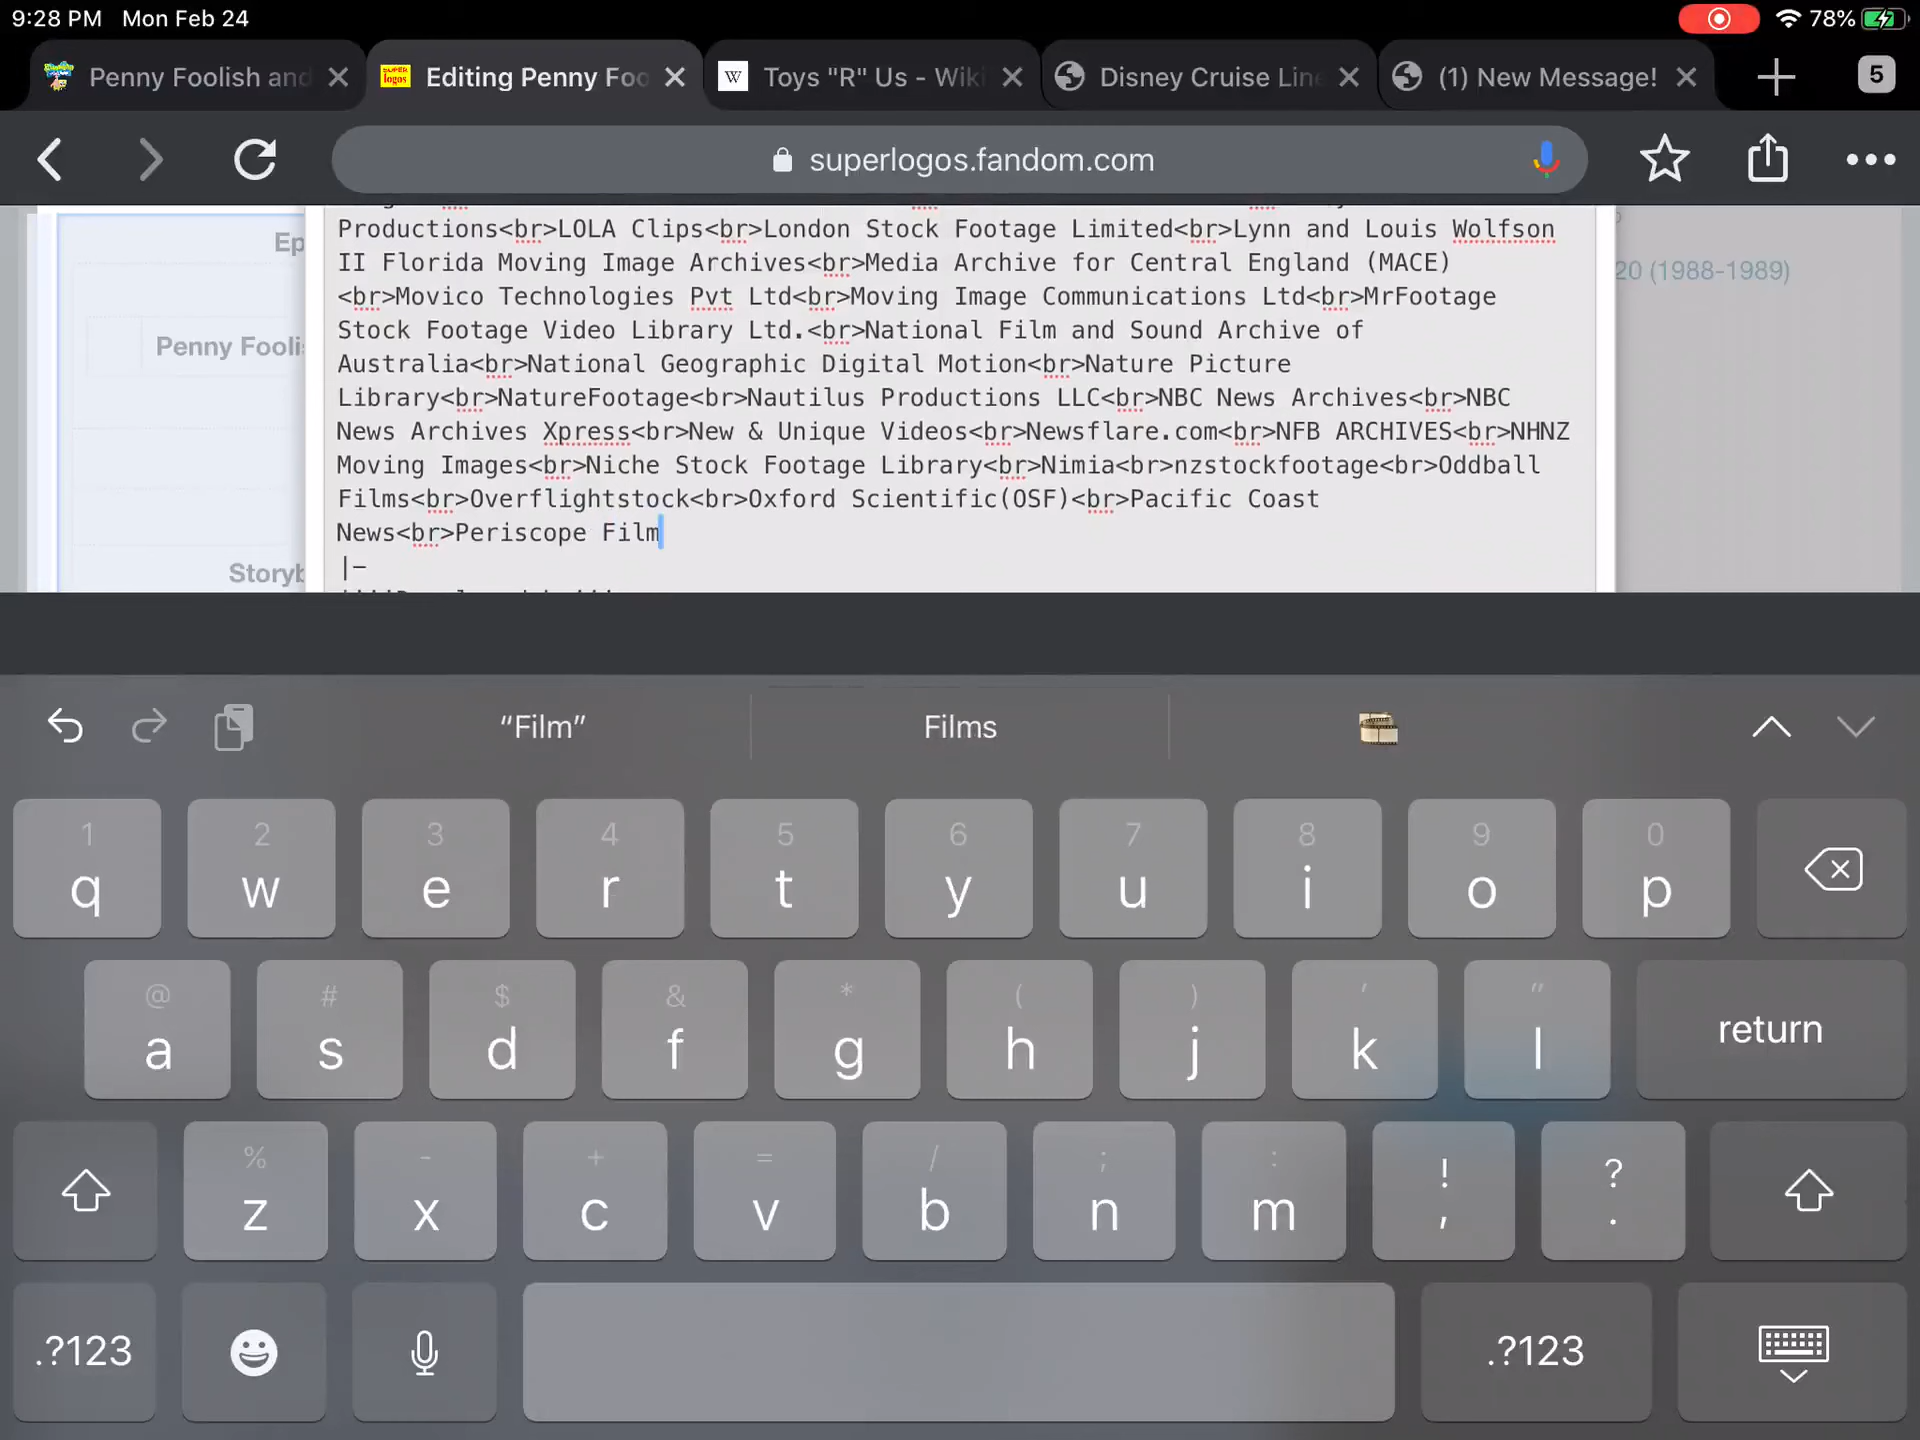 9:28 PM Mon Feb 24
78%
Penny Foolish and
Editing Penny Foo
W Toys "R" Us - Wiki
Disney Cruise Line
(1) New Message!
5
superlogos.fandom.com
Productions<br>LOLA Clips<br>London Stock Footage Limited<br>Lynn and Louis Wolfson
II Florida Moving Image Archives<br>Media Archive for Central England (MACE)
<br>Movico Technologies Pvt Ltd<br>Moving Image Communications Ltd<br>MrFootage
Stock Footage Video Library Ltd.<br>National Film and Sound Archive of
Australia<br>National Geographic Digital Motion<br>Nature Picture
Library<br>NatureFootage<br>Nautilus Productions LLC<br>NBC News Archives<br>NBC
News Archives Xpress<br>New & Unique Videos<br>Newsflare.com<br>NFB ARCHIVES<br>NHNZ
Moving Images<br>Niche Stock Footage Library<br>Nimia<br>nzstockfootage<br>Oddball
Films<br>Overflightstock<br>Oxford Scientific(OSF)<br>Pacific Coast
News<br>Periscope Film
|-
Ep
20 (1988-1989)
Penny Fooli
Storyb
“Film” Films
1 2 3 4 5 6 7 8 9 0
q w e r t y u i o p
@ # $ & * ( ) ' "
a s d f g h j k l return
% - + = / ; : ! ?
z x c v b n m , .
.?123 .?123